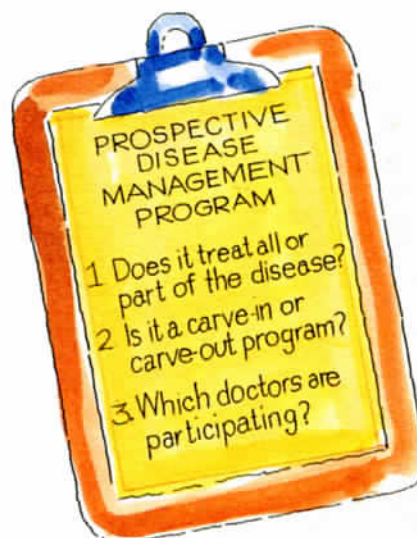 PROSPECTIVE
DISEASE
MANAGEMENT
PROGRAM
1 Does it treat all or
part of the disease?
2 Is it a carve-in or
carve-out program?
3. Which doctors are
participating?